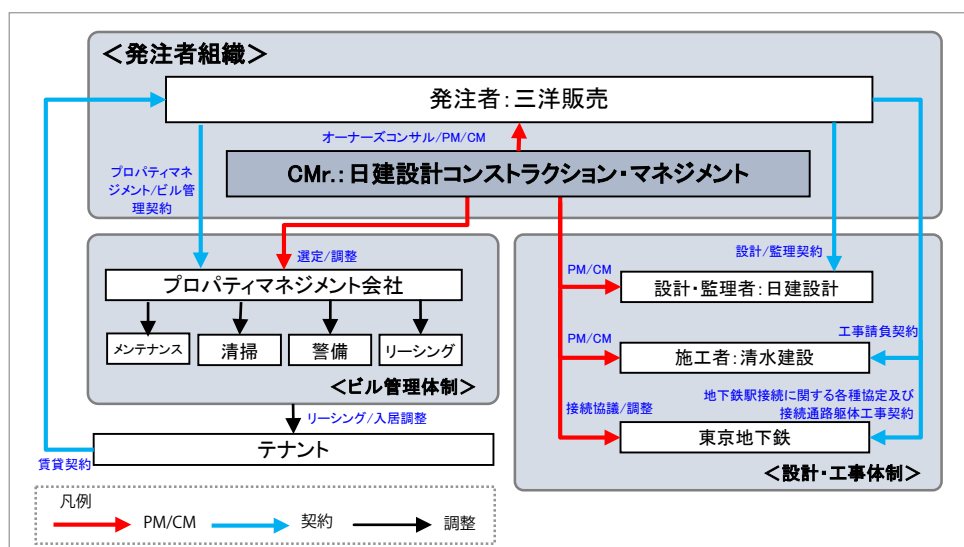 ＜発注者組織＞
発注者：三洋販売
オーナーズコンサル/PM/CM
CMr.：日建設計コンストラクション・マネジメント
プロパティマネ
ジメント/ビル管
理契約
選定/調整
プロパティマネジメント会社
メンテナンス
清掃
警備
リーシング
＜ビル管理体制＞
リーシング/入居調整
テナント
賃貸契約
設計/監理契約
PM/CM
設計・監理者：日建設計
工事請負契約
PM/CM
施工者：清水建設
地下鉄駅接続に関する各種協定及び
接続通路躯体工事契約
接続協議/調整
東京地下鉄
＜設計・工事体制＞
凡例
PM/CM
契約
調整